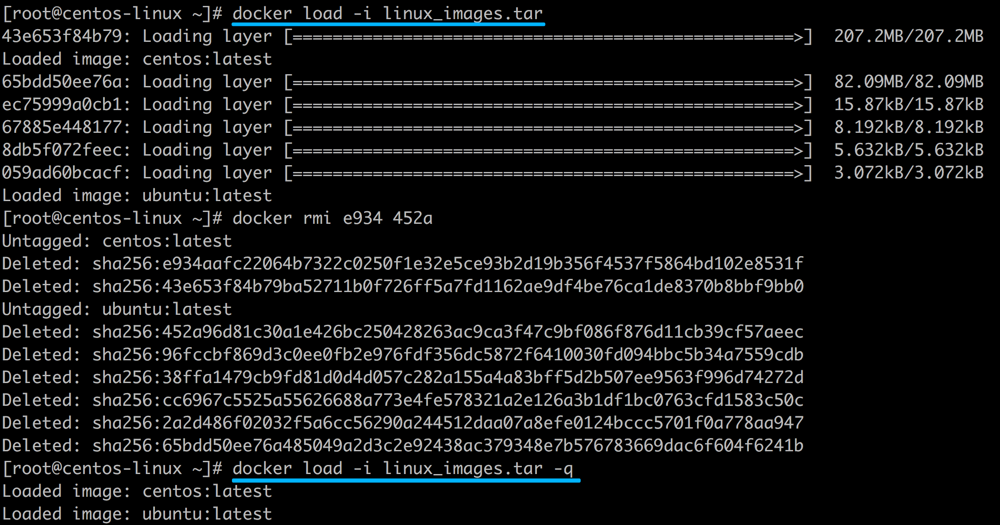 [root@centos-linux ~]# docker load -i linux_images.tar
43e653f84b79: Loading layer [==================================================>]  207.2MB/207.2MB
Loaded image: centos:latest
65bdd50ee76a: Loading layer [==================================================>]  82.09MB/82.09MB
ec75999a0cb1: Loading layer [==================================================>]  15.87kB/15.87kB
67885e448177: Loading layer [==================================================>]  8.192kB/8.192kB
8db5f072feec: Loading layer [==================================================>]  5.632kB/5.632kB
059ad60bcacf: Loading layer [==================================================>]  3.072kB/3.072kB
Loaded image: ubuntu:latest
[root@centos-linux ~]# docker rmi e934 452a
Untagged: centos:latest
Deleted: sha256:e934aafc22064b7322c0250f1e32e5ce93b2d19b356f4537f5864bd102e8531f
Deleted: sha256:43e653f84b79ba52711b0f726ff5a7fd1162ae9df4be76ca1de8370b8bbf9bb0
Untagged: ubuntu:latest
Deleted: sha256:452a96d81c30a1e426bc250428263ac9ca3f47c9bf086f876d11cb39cf57aeec
Deleted: sha256:96fccbf869d3c0ee0fb2e976fdf356dc5872f6410030fd094bbc5b34a7559cdb
Deleted: sha256:38ffa1479cb9fd81d0d4d057c282a155a4a83bff5d2b507ee9563f996d74272d
Deleted: sha256:cc6967c5525a55626688a773e4fe578321a2e126a3b1df1bc0763cfd1583c50c
Deleted: sha256:2a2d486f02032f5a6cc56290a244512daa07a8efe0124bccc5701f0a778aa947
Deleted: sha256:65bdd50ee76a485049a2d3c2e92438ac379348e7b576783669dac6f604f6241b
[root@centos-linux ~]# docker load -i linux_images.tar -q
Loaded image: centos:latest
Loaded image: ubuntu:latest